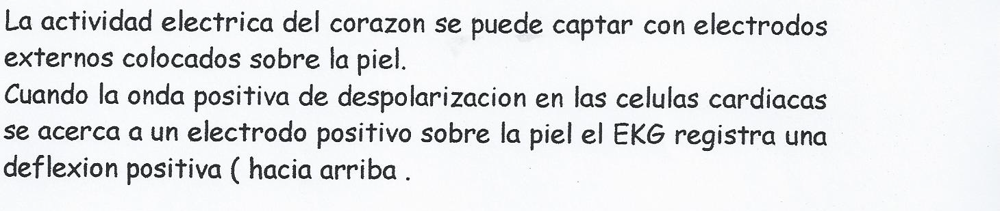 La actividad electrica del corazon se puede captar con electrodos
externos colocados sobre la piel.
Cuando la onda positiva de despolarizacion en las celulas cardiacas
se acerca a un electrodo positivo sobre la piel el EKG registra una
deflexion positiva ( hacia arriba .